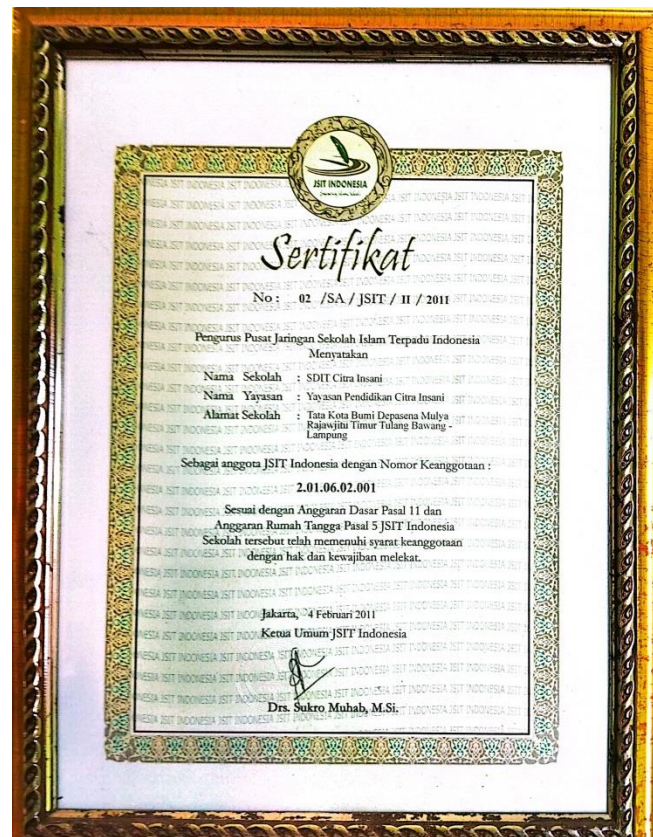 JSIT INDONESIA
Sertifikat
No : 02 /SA / JSIT / II / 2011
Pengurus Pusat Jaringan Sekolah Islam Terpadu Indonesia
Menyatakan
Nama Sekolah : SDIT Citra Insani
Nama Yayasan : Yayasan Pendidikan Citra Insani
Alamat Sekolah : Tata Kota Bumi Depasena Mulya
Rajawjitu Timur Tulang Bawang -
Lampung
Sebagai anggota JSIT Indonesia dengan Nomor Keanggotaan :
2.01.06.02.001
Sesuai dengan Anggaran Dasar Pasal 11 dan
Anggaran Rumah Tangga Pasal 5 JSIT Indonesia
Sekolah tersebut telah memenuhi syarat keanggotaan
dengan hak dan kewajiban melekat.
Jakarta, 4 Februari 2011
Ketua Umum JSIT Indonesia
Drs. Sukro Muhab, M.Si.